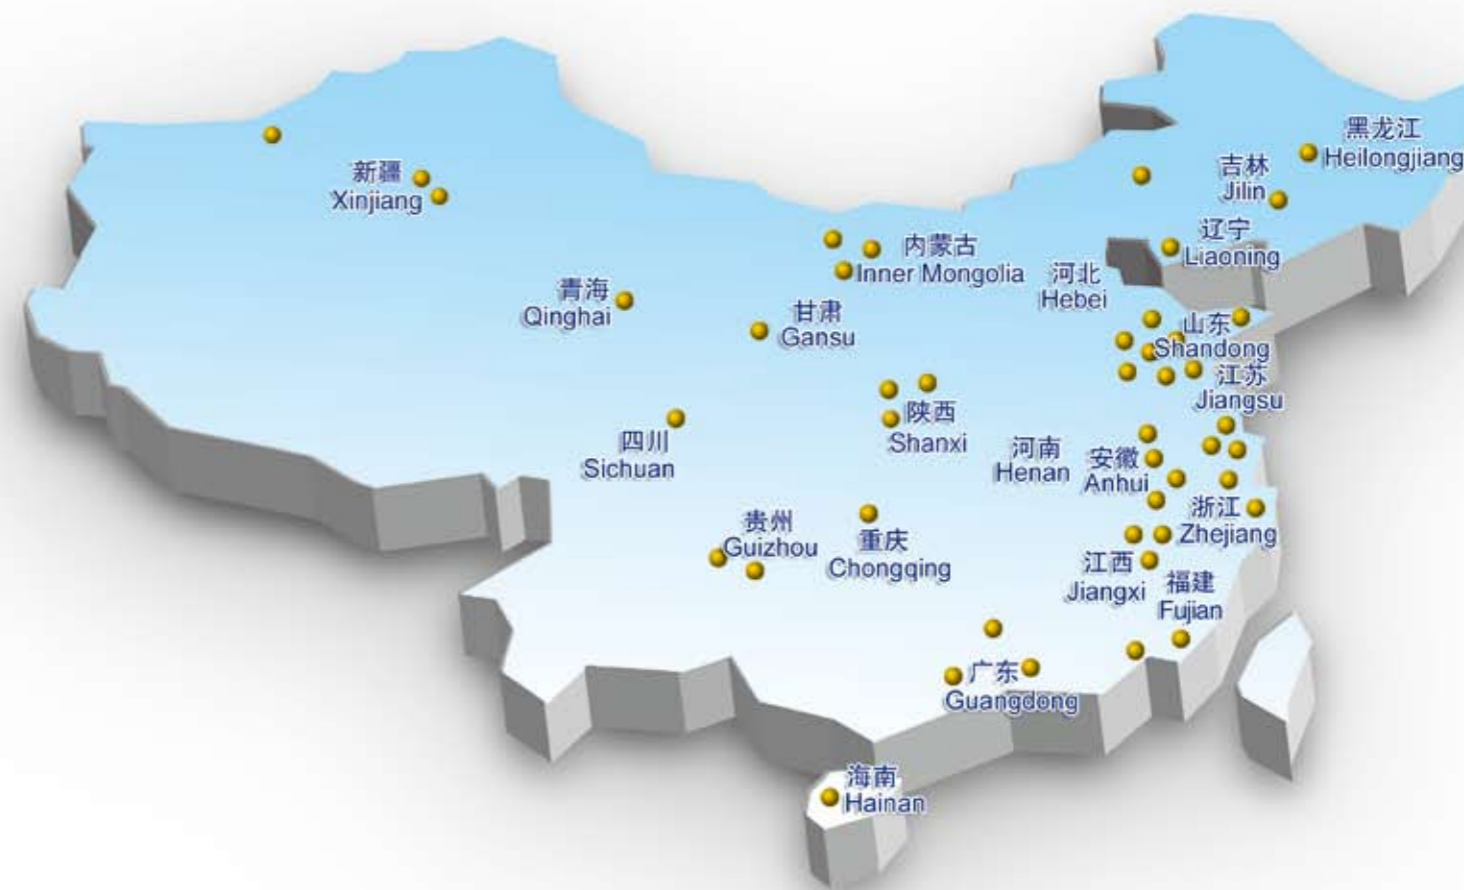 黑龙江
Heilongjiang
吉林
Jilin
新疆
Xinjiang
辽宁
Liaoning
内蒙古
Inner Mongolia
河北
Hebei
青海
Qinghai
甘肃
Gansu
山东
Shandong
江苏
Jiangsu
陕西
Shanxi
四川
Sichuan
河南
Henan
安徽
Anhui
浙江
Zhejiang
贵州
Guizhou
重庆
Chongqing
江西
Jiangxi
福建
Fujian
广东
Guangdong
海南
Hainan